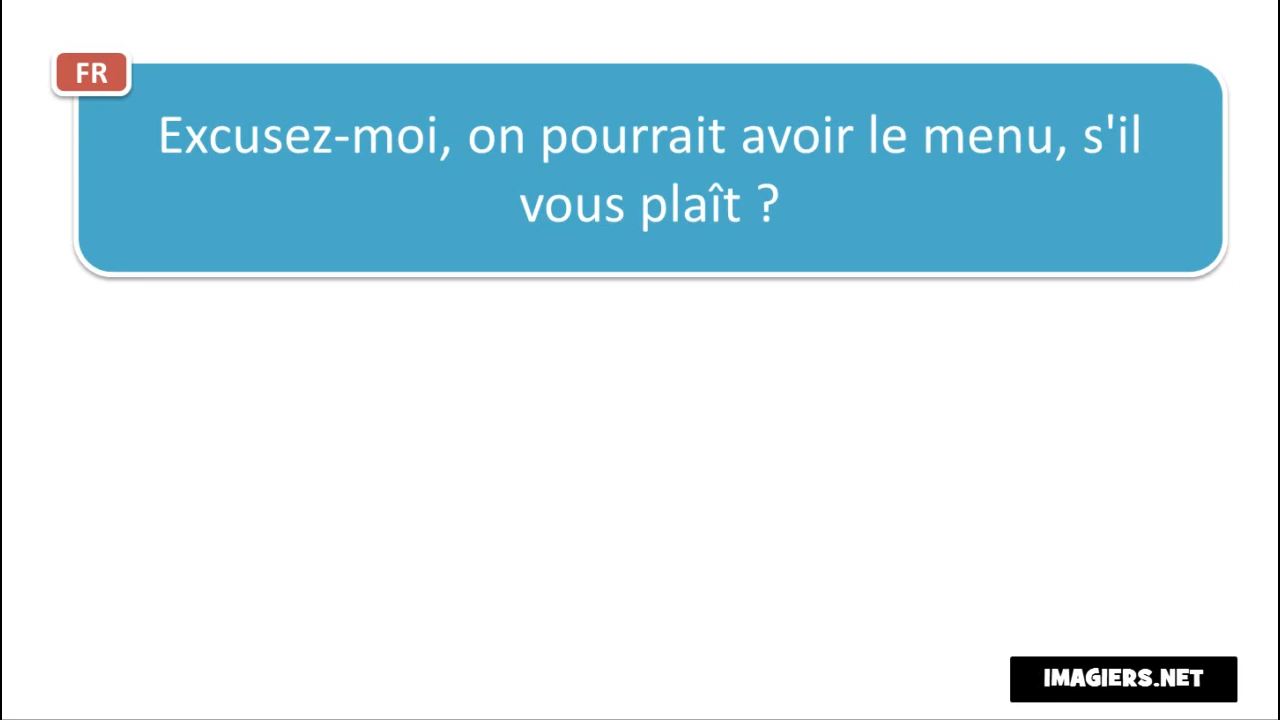 FR
Excusez-moi, on pourrait avoir le menu, s'il
vous plaît ?
IMAGIERS.NET